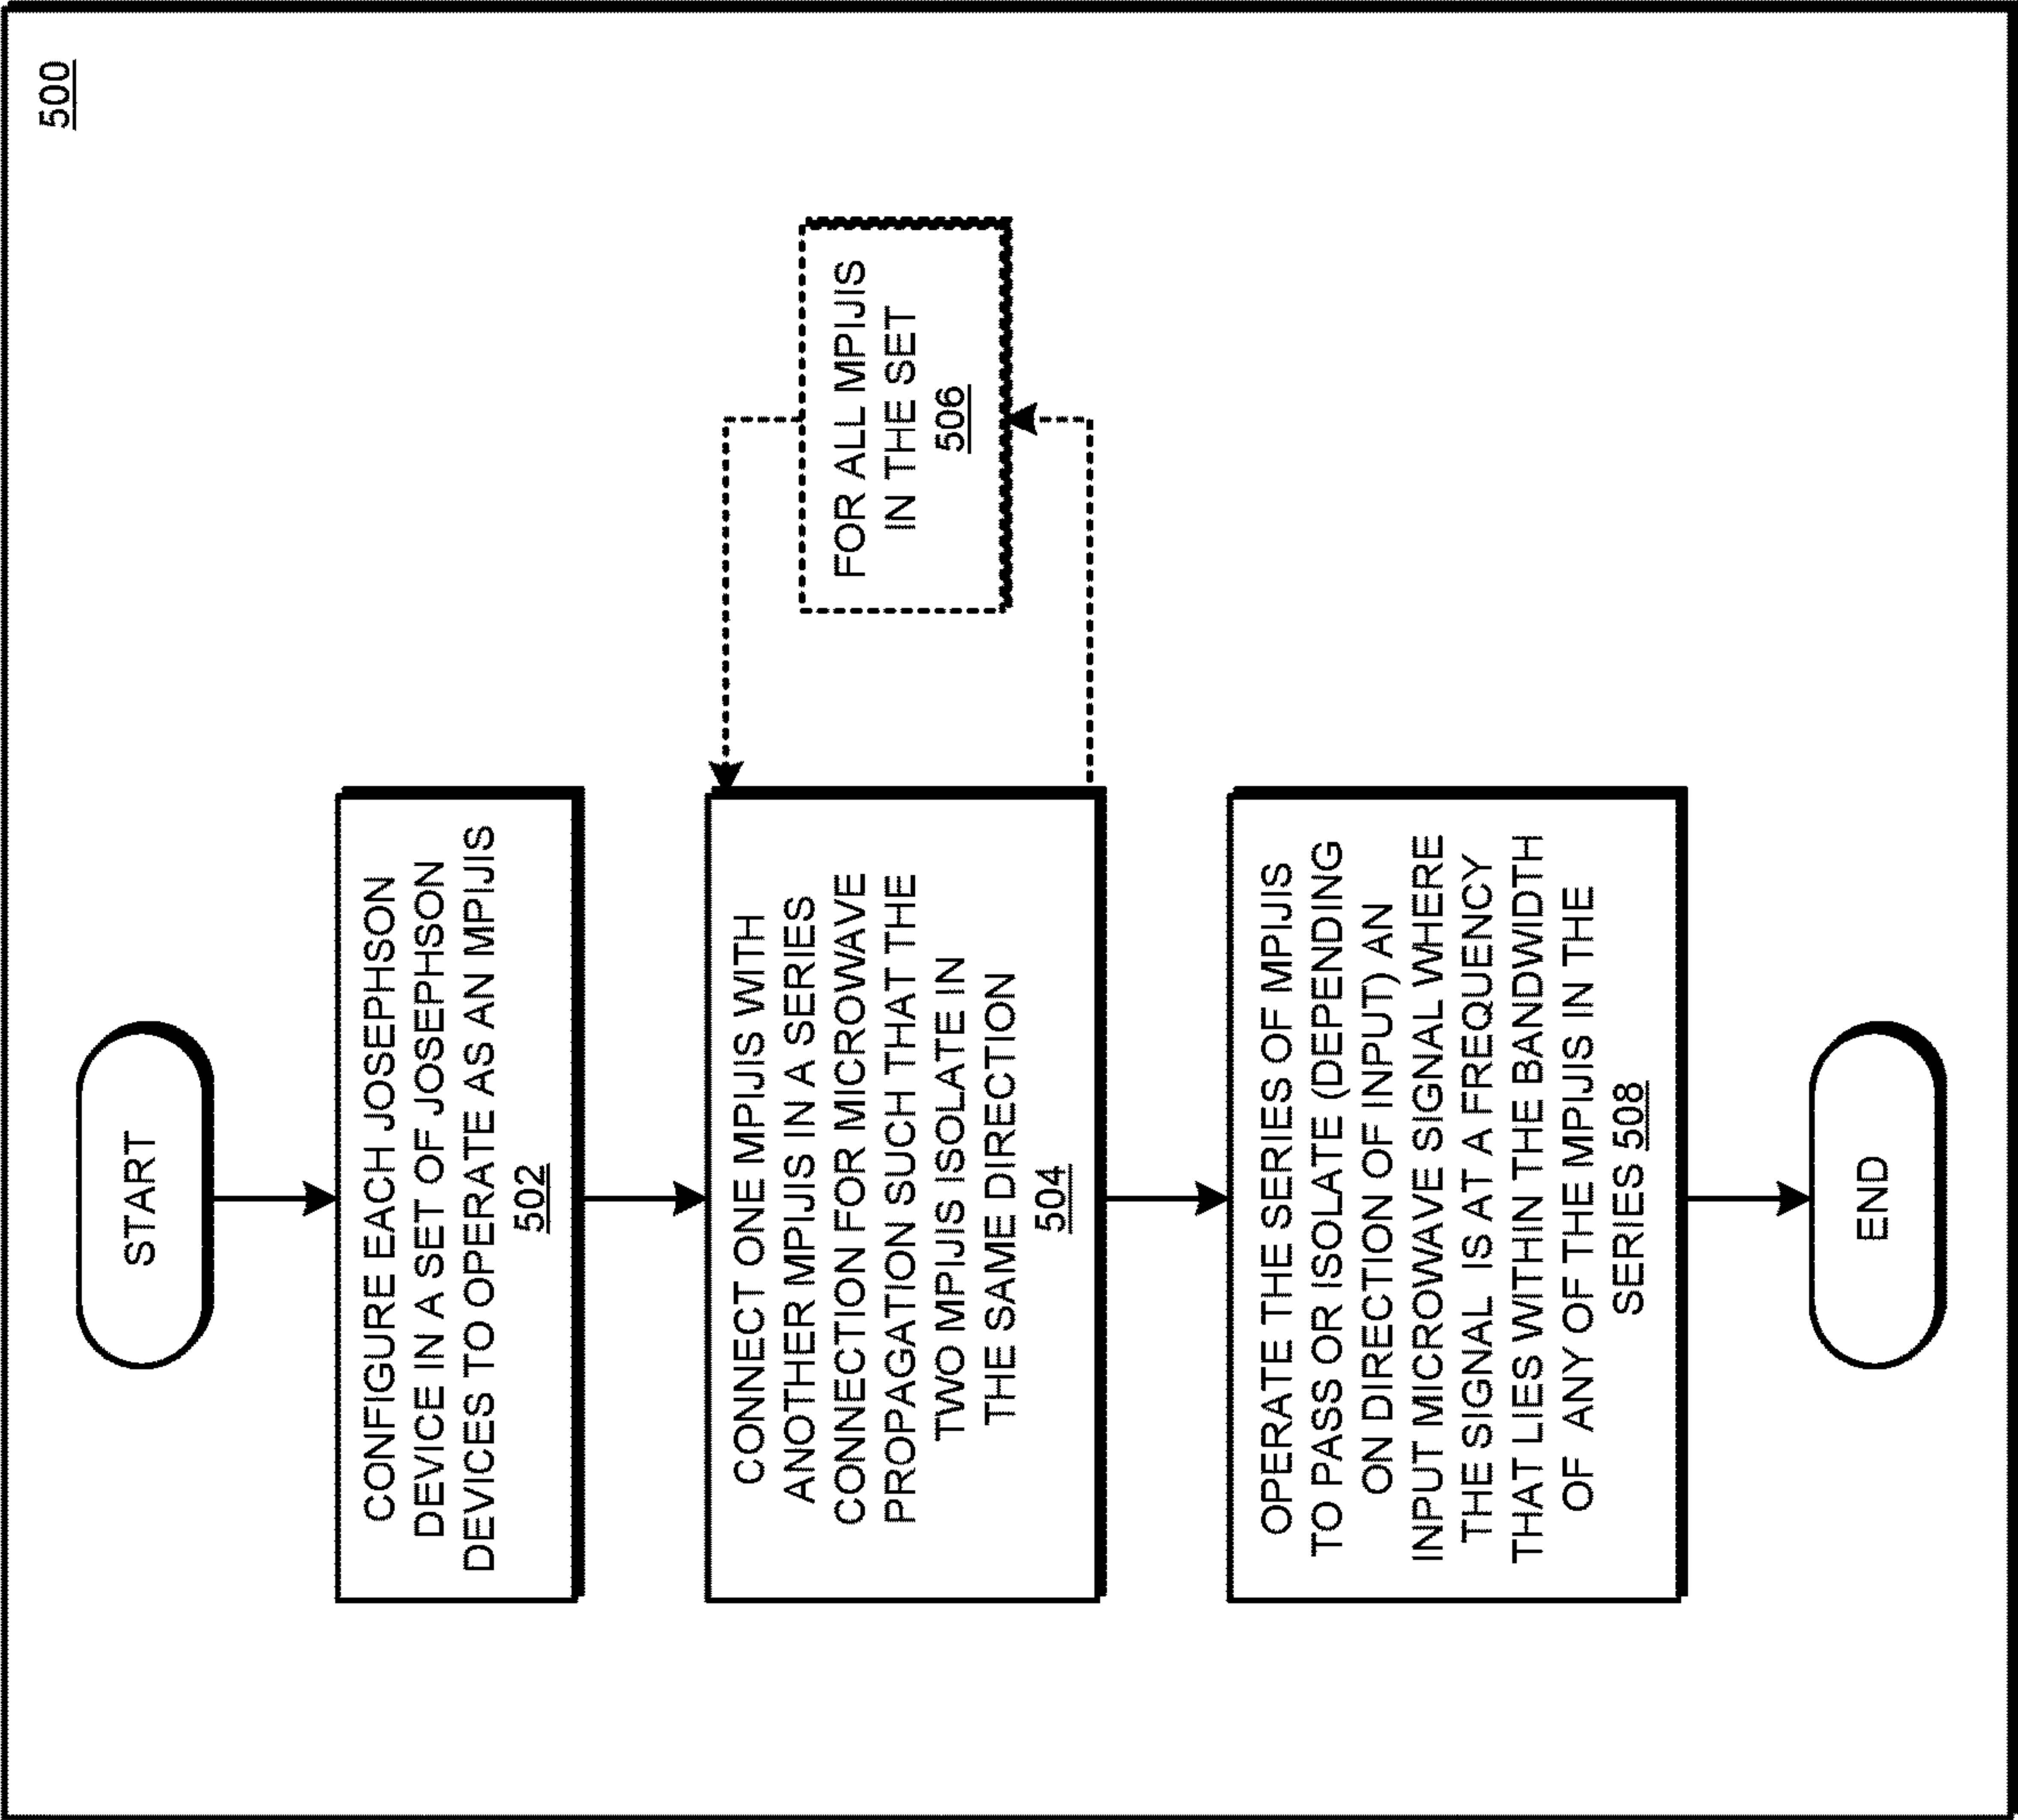 500
START
CONFIGURE EACH JOSEPHSON
DEVICE IN A SET OF JOSEPHSON
DEVICES TO OPERATE AS AN MPIJIS
502
CONNECT ONE MPIJIS WITH
ANOTHER MPIJIS IN A SERIES
CONNECTION FOR MICROWAVE
PROPAGATION SUCH THAT THE
TWO MPIJIS ISOLATE IN
THE SAME DIRECTION
504
FOR ALL MPIJIS
IN THE SET
506
OPERATE THE SERIES OF MPIJIS
TO PASS OR ISOLATE (DEPENDING
ON DIRECTION OF INPUT) AN
INPUT MICROWAVE SIGNAL WHERE
THE SIGNAL IS AT A FREQUENCY
THAT LIES WITHIN THE BANDWIDTH
OF ANY OF THE MPIJIS IN THE
SERIES 508
END